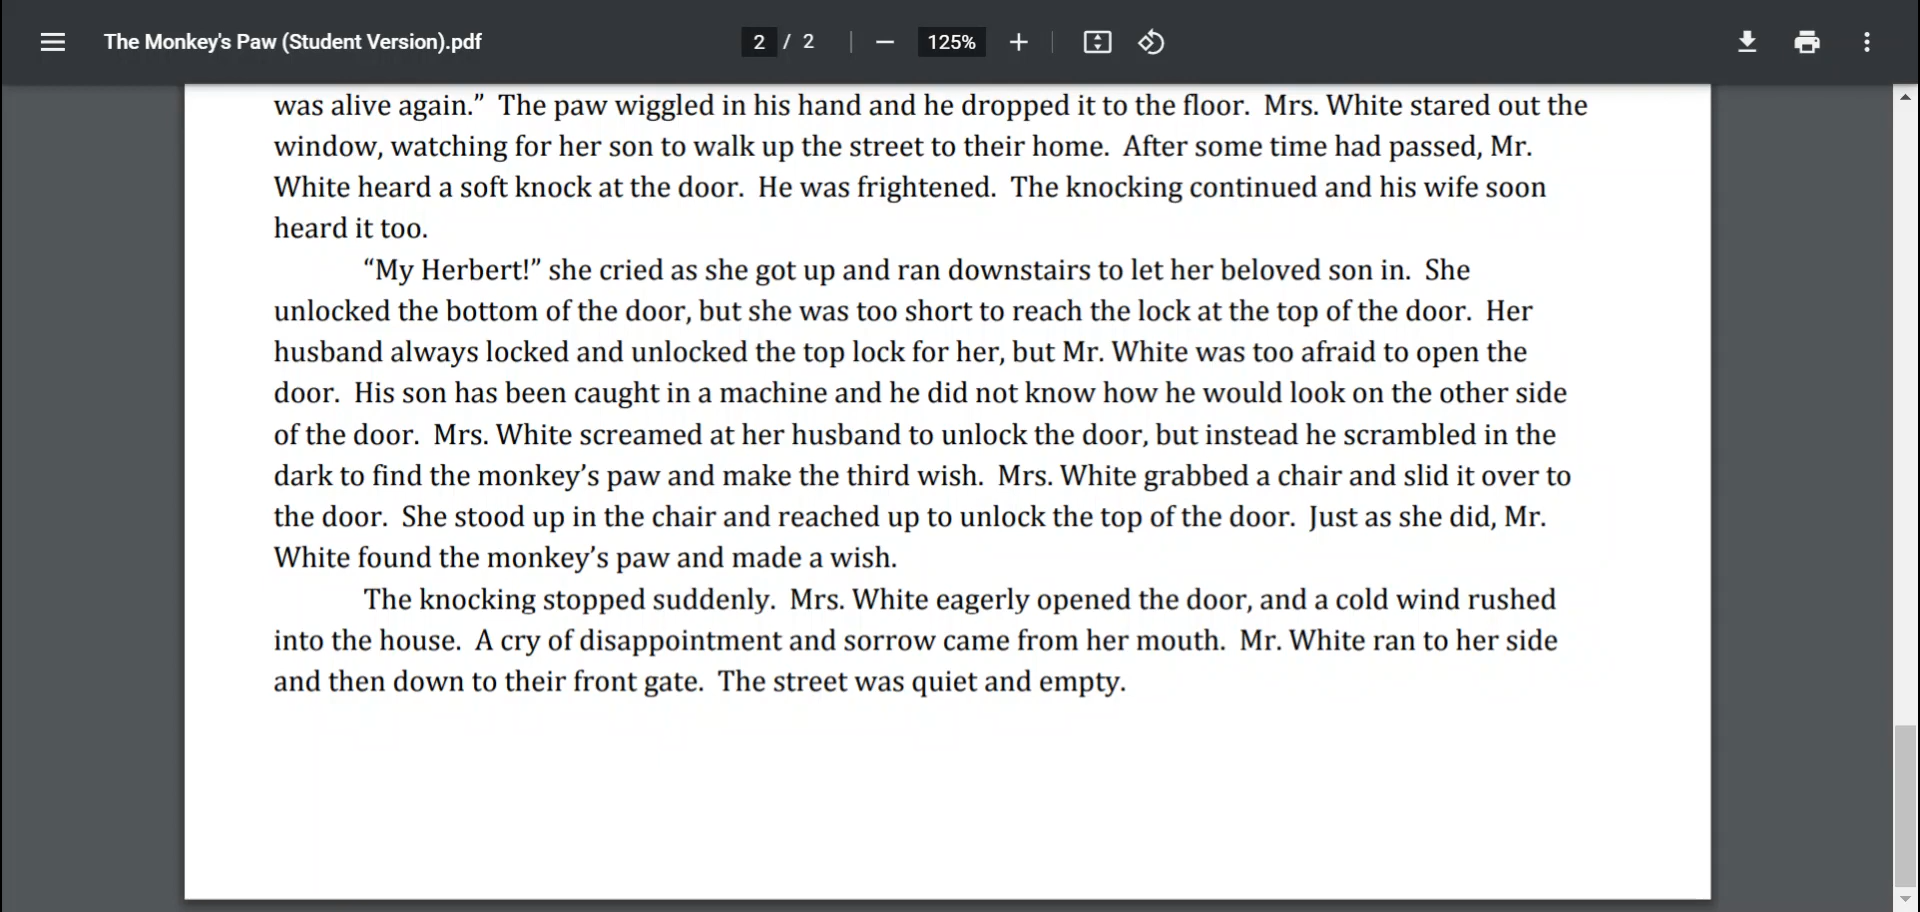 The Monkey's Paw (Student Version).pdf
2 / 2
125%
was alive again.”  The paw wiggled in his hand and he dropped it to the floor.  Mrs. White stared out the
window, watching for her son to walk up the street to their home.  After some time had passed, Mr.
White heard a soft knock at the door.  He was frightened.  The knocking continued and his wife soon
heard it too.
“My Herbert!” she cried as she got up and ran downstairs to let her beloved son in.  She
unlocked the bottom of the door, but she was too short to reach the lock at the top of the door.  Her
husband always locked and unlocked the top lock for her, but Mr. White was too afraid to open the
door.  His son has been caught in a machine and he did not know how he would look on the other side
of the door.  Mrs. White screamed at her husband to unlock the door, but instead he scrambled in the
dark to find the monkey’s paw and make the third wish.  Mrs. White grabbed a chair and slid it over to
the door.  She stood up in the chair and reached up to unlock the top of the door.  Just as she did, Mr.
White found the monkey’s paw and made a wish.
The knocking stopped suddenly.  Mrs. White eagerly opened the door, and a cold wind rushed
into the house.  A cry of disappointment and sorrow came from her mouth.  Mr. White ran to her side
and then down to their front gate.  The street was quiet and empty.